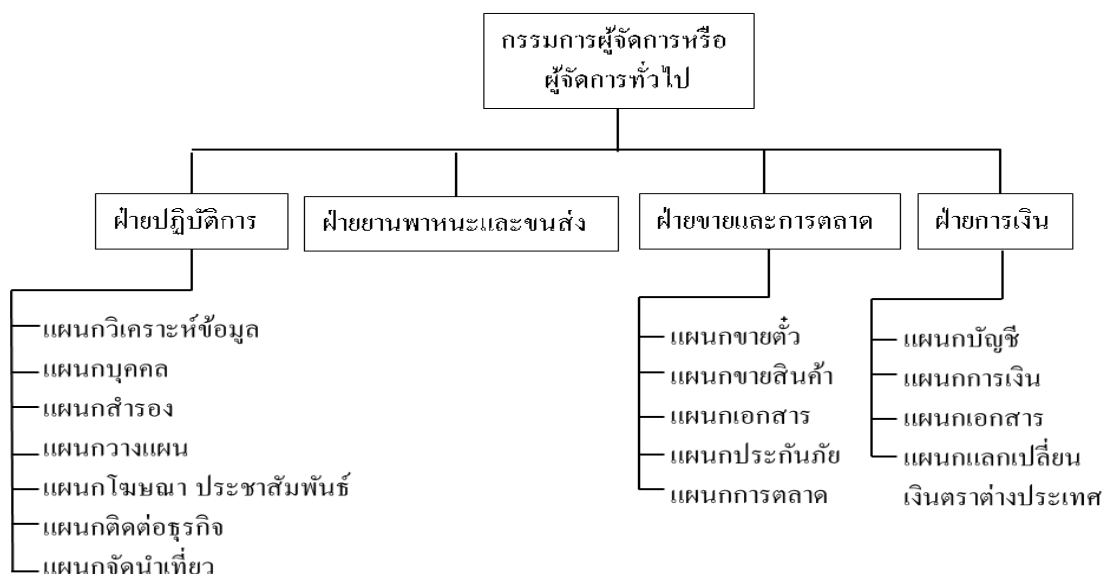 กรรมการผู้จัดการหรือ
ผู้จัดการทั่วไป
ฝ่ายปฏิบัติการ
ฝ่ายยานพาหนะและขนส่ง
ฝ่ายขายและการตลาด
ฝ่ายการเงิน
แผนกวิเคราะห์ข้อมูล
แผนกบุคคล
แผนกสำรอง
แผนกวางแผน
แผนกโฆษณา ประชาสัมพันธ์
แผนกติดต่อธุรกิจ
แผนกจัดนำเที่ยว
แผนกขายตั๋ว
แผนกขายสินค้า
แผนกเอกสาร
แผนกประกันภัย
แผนกการตลาด
แผนกบัญชี
แผนกการเงิน
แผนกเอกสาร
แผนกแลกเปลี่ยน
เงินตราต่างประเทศ